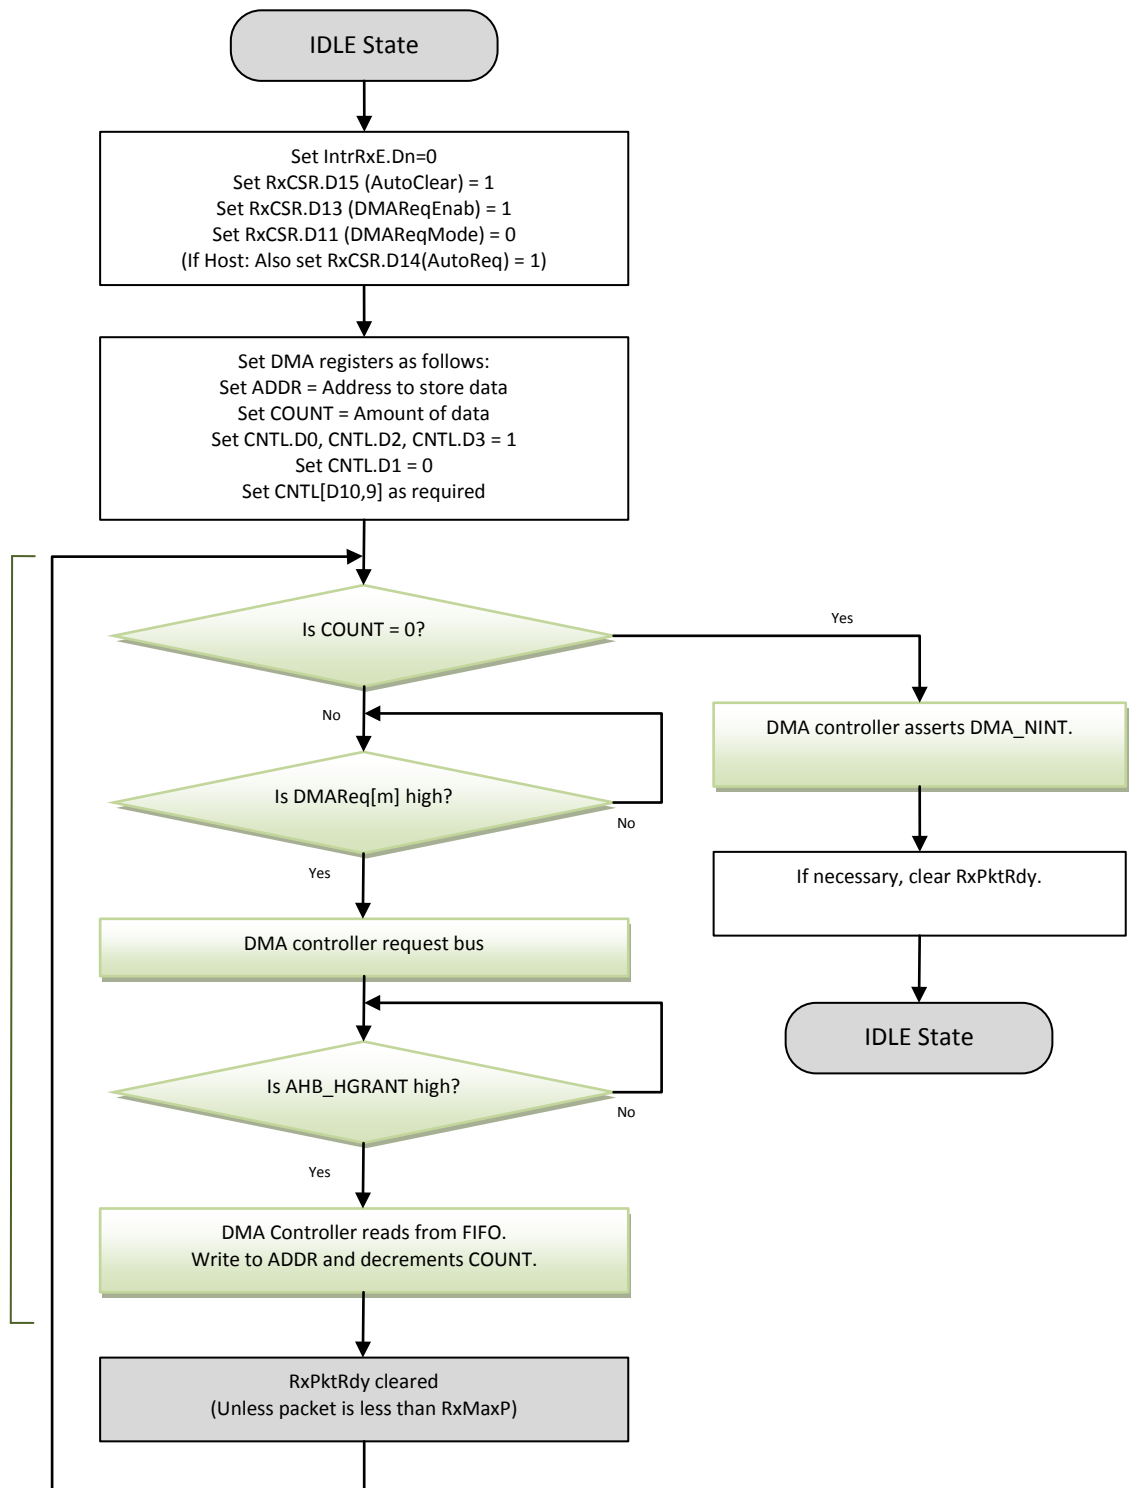 IDLE State
Set IntrRxE.Dn=0
Set RxCSR.D15 (AutoClear) = 1
Set RxCSR.D13 (DMAReqEnab) = 1
Set RxCSR.D11 (DMAReqMode) = 0
(If Host: Also set RxCSR.D14(AutoReq) = 1)
Set DMA registers as follows:
Set ADDR = Address to store data
Set COUNT = Amount of data
Set CNTL.D0, CNTL.D2, CNTL.D3 = 1
Set CNTL.D1 = 0
Set CNTL[D10,9] as required
Is COUNT = 0?
Yes
No
DMA controller asserts DMA_NINT.
Is DMAReq[m] high?
No
Yes
If necessary, clear RxPktRdy.
DMA controller request bus
IDLE State
Is AHB_HGRANT high?
No
Yes
DMA Controller reads from FIFO.
Write to ADDR and decrements COUNT.
RxPktRdy cleared
(Unless packet is less than RxMaxP)